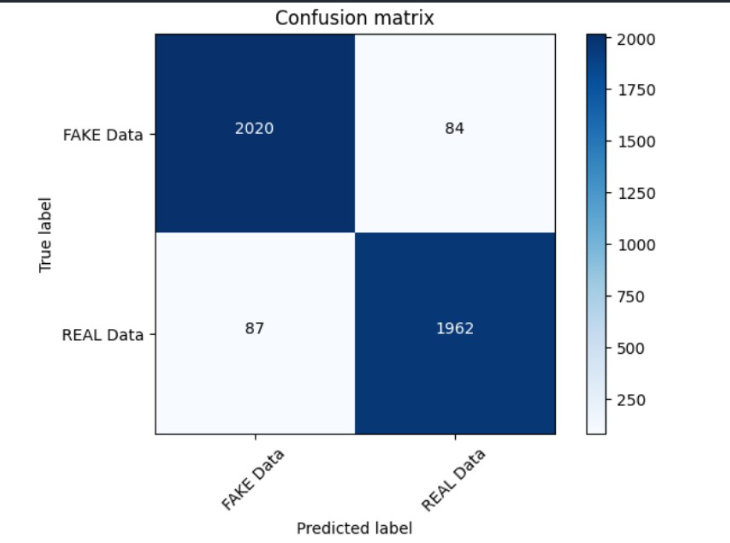 Confusion matrix
True label
FAKE Data
REAL Data
2020
84
87
1962
FAKE Data
REAL Data
Predicted label
2000
1750
1500
1250
1000
750
500
250